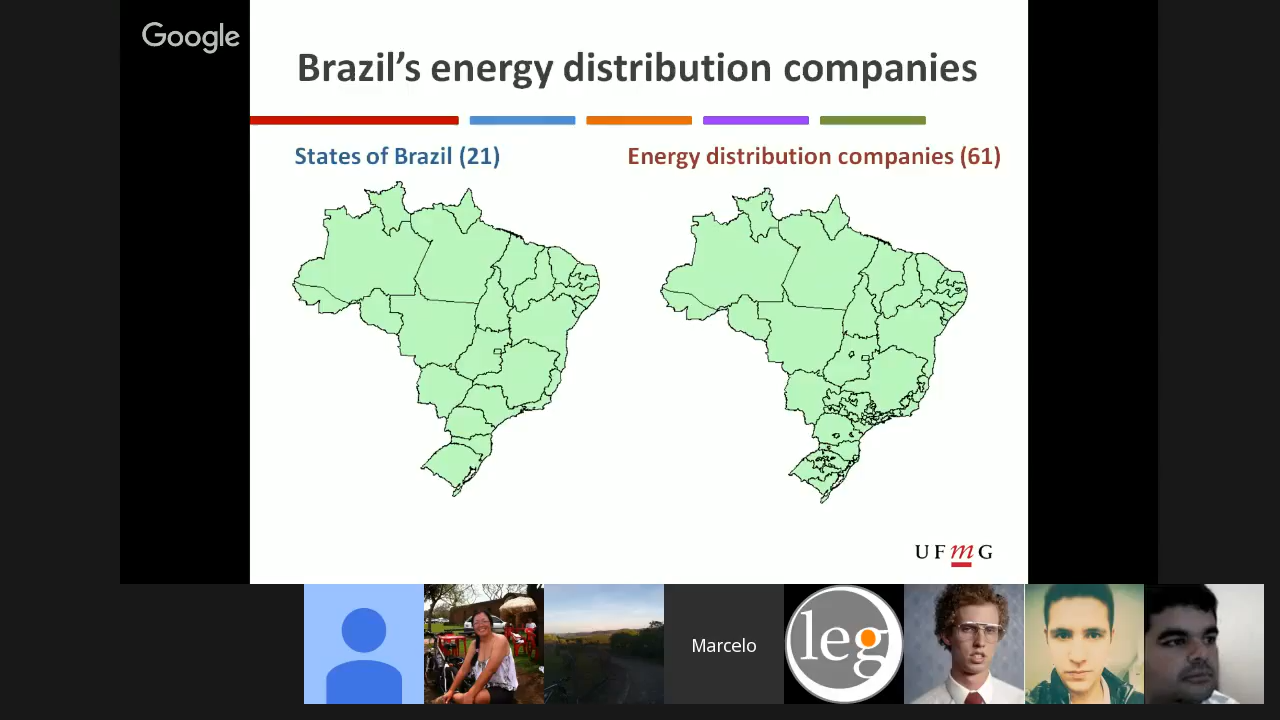 Google
Brazil’s energy distribution companies
States of Brazil (21)
Energy distribution companies (61)
UFmG
Marcelo
leg